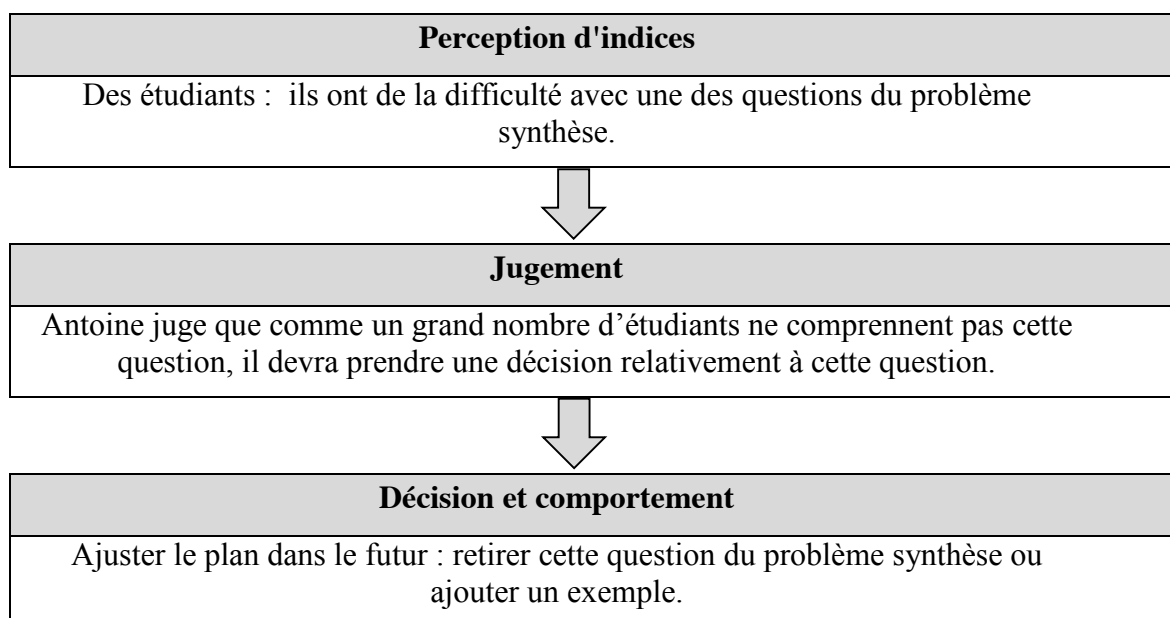 Perception d'indices
Des étudiants : ils ont de la difficulté avec une des questions du problème
synthèse.
Jugement
Antoine juge que comme un grand nombre d’étudiants ne comprennent pas cette
question, il devra prendre une décision relativement à cette question.
Décision et comportement
Ajuster le plan dans le futur : retirer cette question du problème synthèse ou
ajouter un exemple.